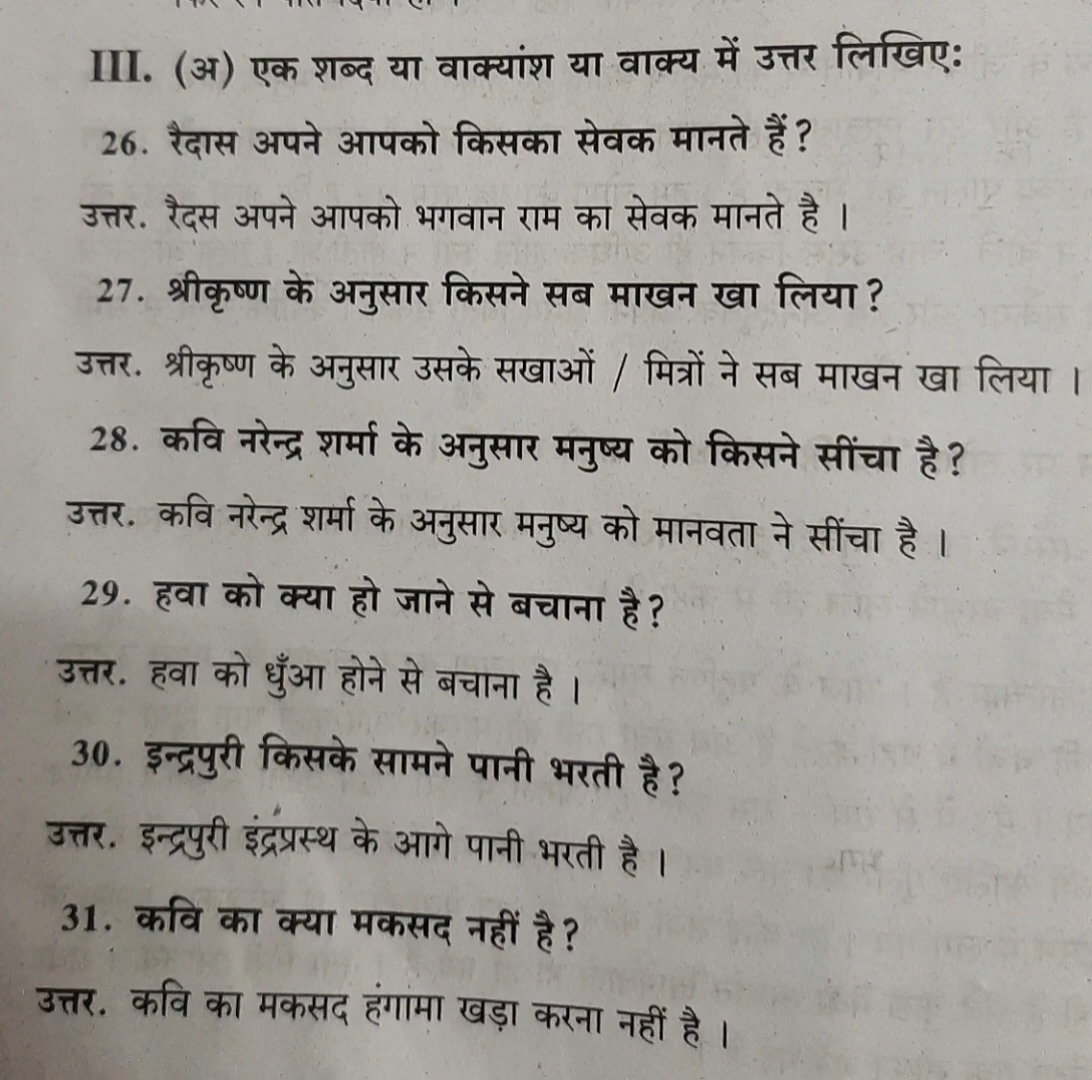 III. (अ) एक शब्द या वाक्यांश या वाक्य में उत्तर लिखिए:
26. रैदास अपने आपको किसका सेवक मानते हैं?
उत्तर. रैदस अपने आपको भगवान राम का सेवक मानते है ।
27. श्रीकृष्ण के अनुसार किसने सब माखन खा लिया?
उत्तर. श्रीकृष्ण के अनुसार उसके सखाओं / मित्रों ने सब माखन खा लिया ।
28. कवि नरेन्द्र शर्मा के अनुसार मनुष्य को किसने सींचा है?
उत्तर. कवि नरेन्द्र शर्मा के अनुसार मनुष्य को मानवता ने सींचा है ।
29. हवा को क्या हो जाने से बचाना है?
उत्तर. हवा को धुँआ होने से बचाना है ।
30. इन्द्रपुरी किसके सामने पानी भरती है?
उत्तर. इन्द्रपुरी इंद्रप्रस्थ के आगे पानी भरती है ।
31. कवि का क्या मकसद नहीं है?
उत्तर. कवि का मकसद हंगामा खड़ा करना नहीं है ।